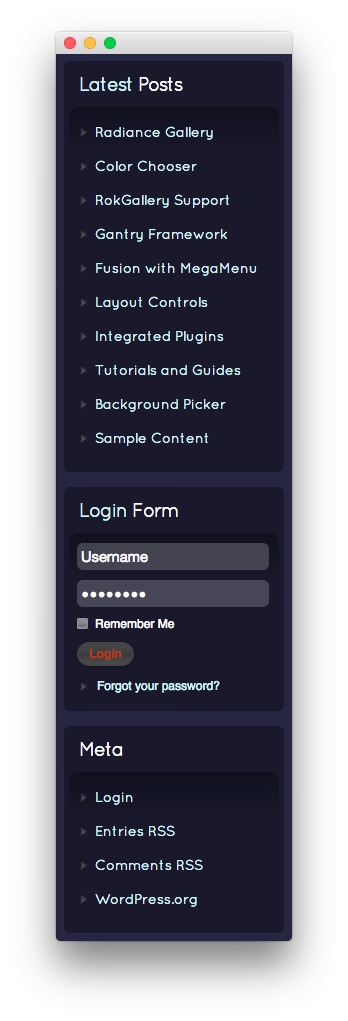 Latest Posts
Radiance Gallery
Color Chooser
RokGallery Support
Gantry Framework
Fusion with MegaMenu
Layout Controls
Integrated Plugins
Tutorials and Guides
Background Picker
Sample Content
Login Form
Username
••••••••
Remember Me
Login
Forgot your password?
Meta
Login
Entries RSS
Comments RSS
WordPress.org